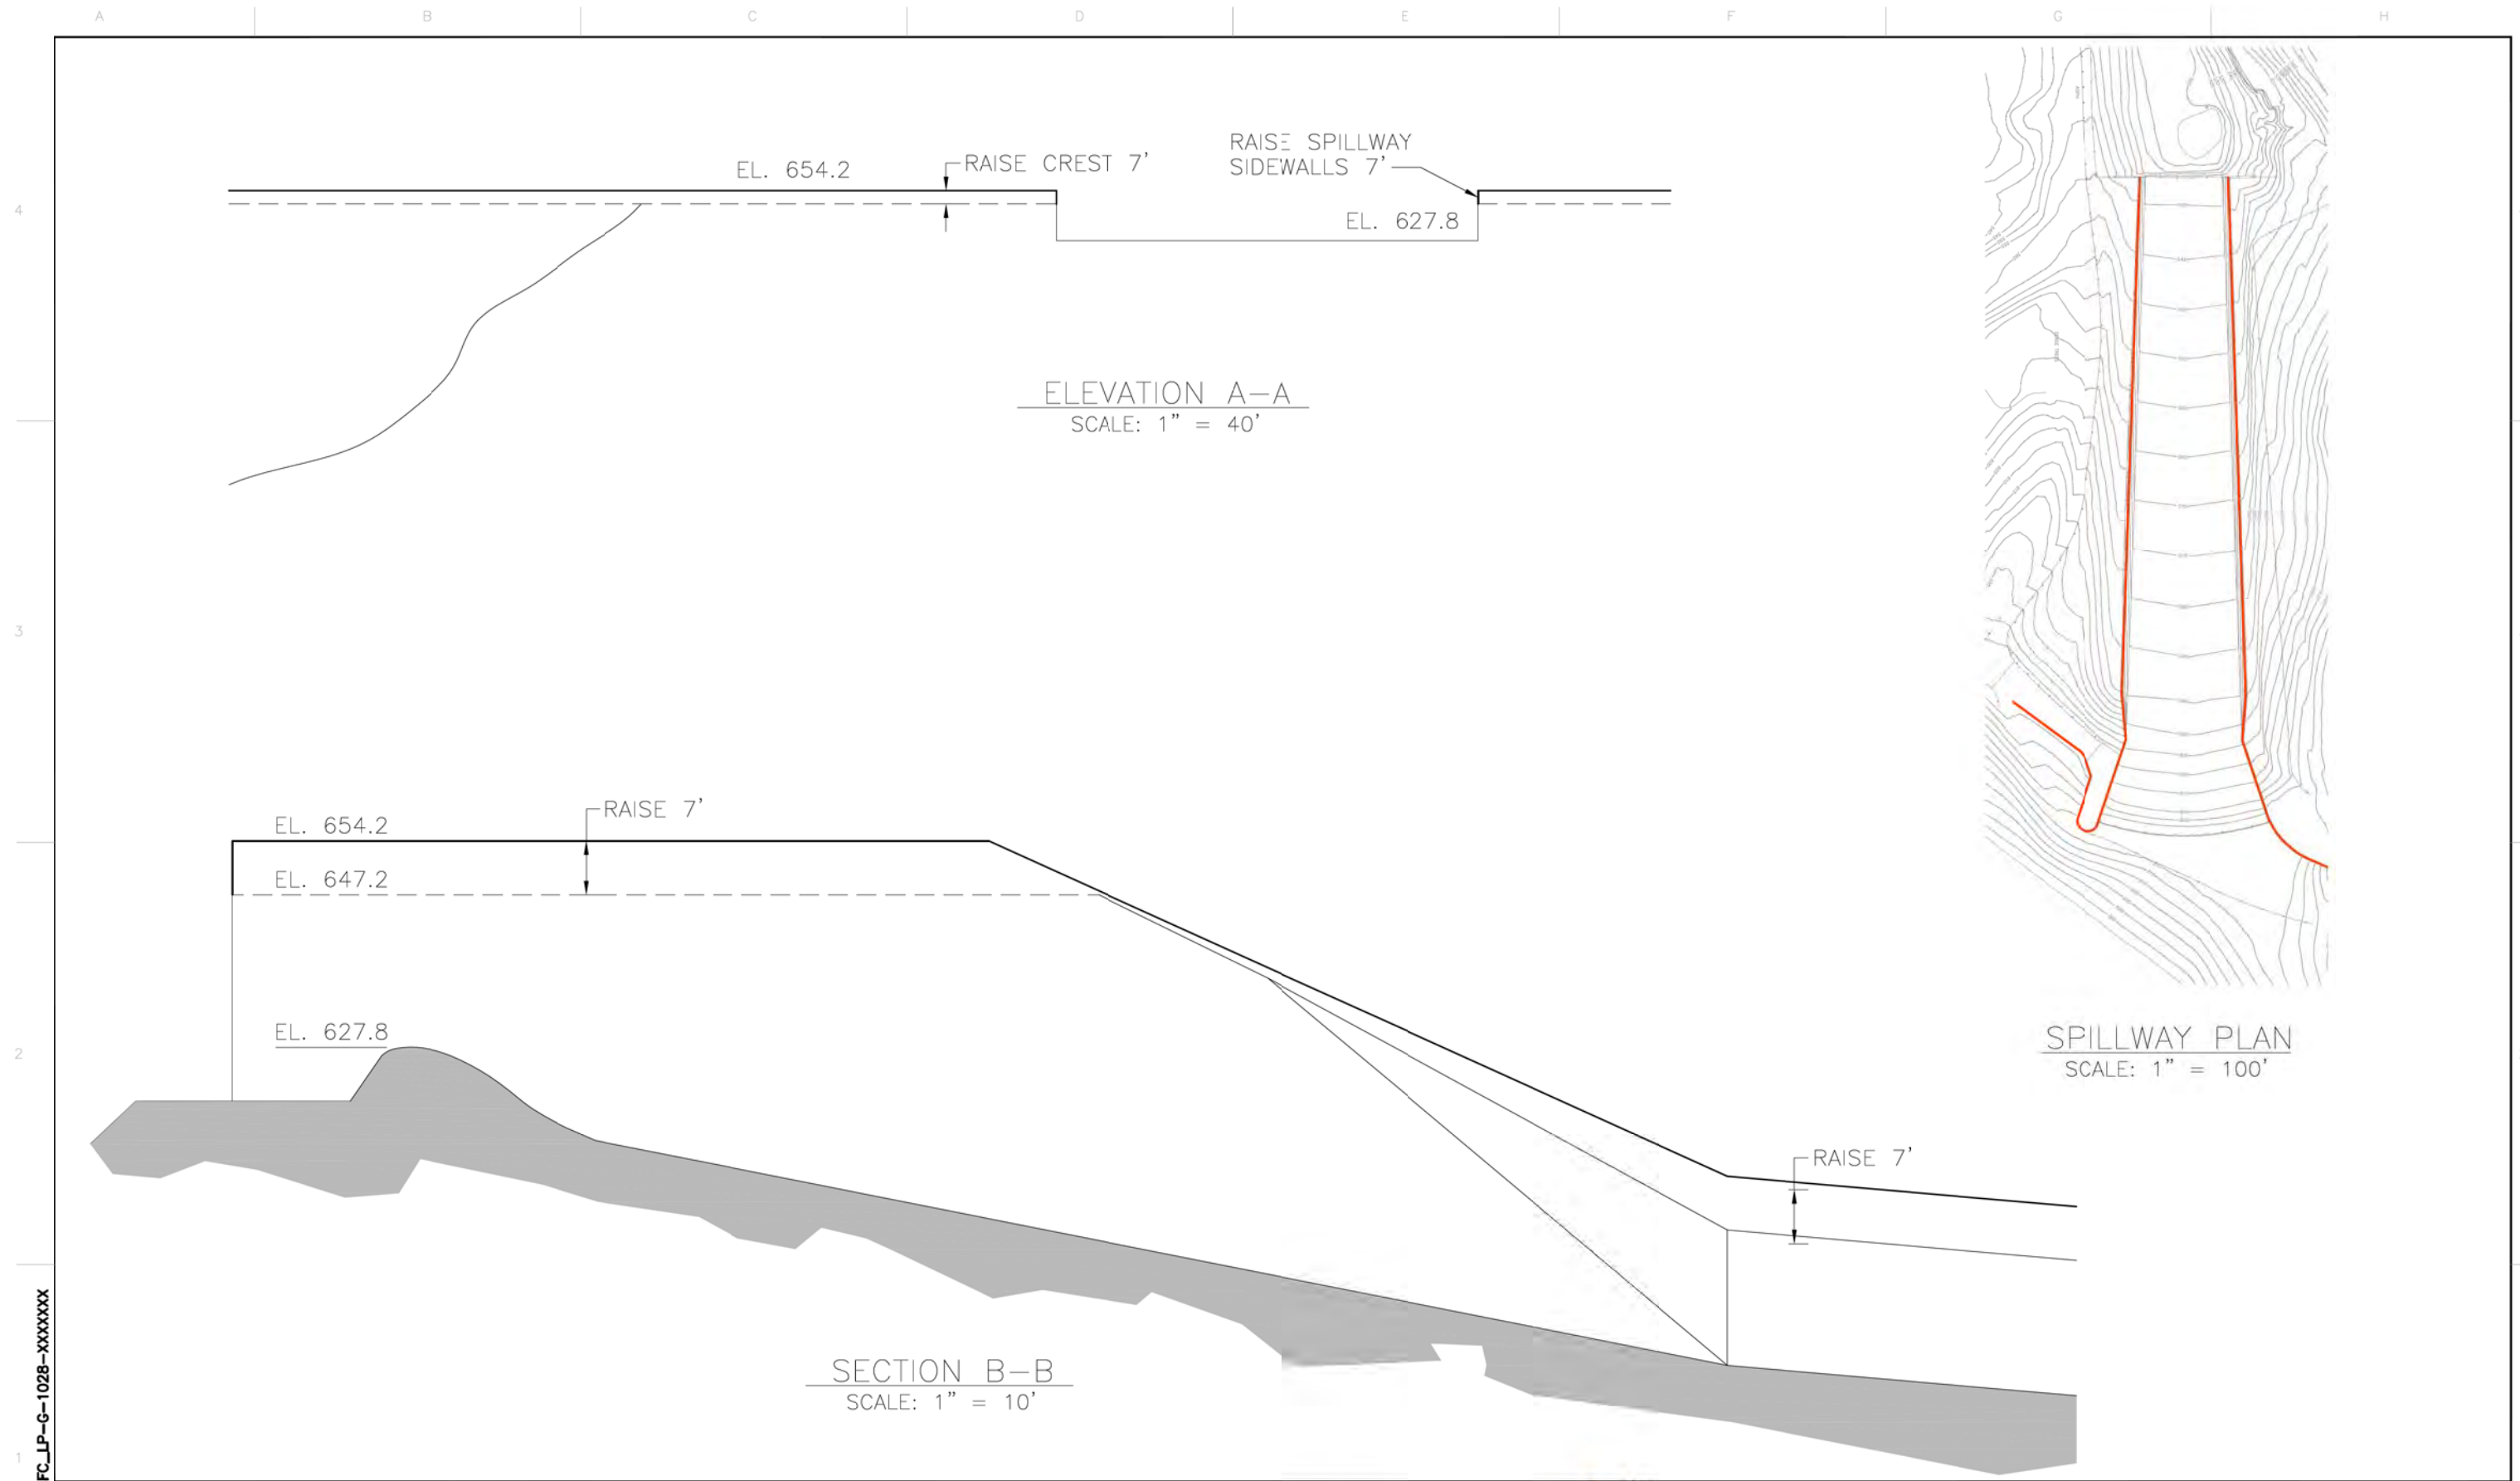 A B C D E F G H
4
3
2
1
EL. 654.2
RAISE CREST 7’
RAISE SPILLWAY
SIDEWALLS 7’
EL. 627.8
ELEVATION A–A
SCALE: 1” = 40’
RAISE 7’
EL. 654.2
EL. 647.2
EL. 627.8
RAISE 7’
SECTION B–B
SCALE: 1” = 10’
SPILLWAY PLAN
SCALE: 1” = 100’
FC_LP-G-1028-XXXXXXX